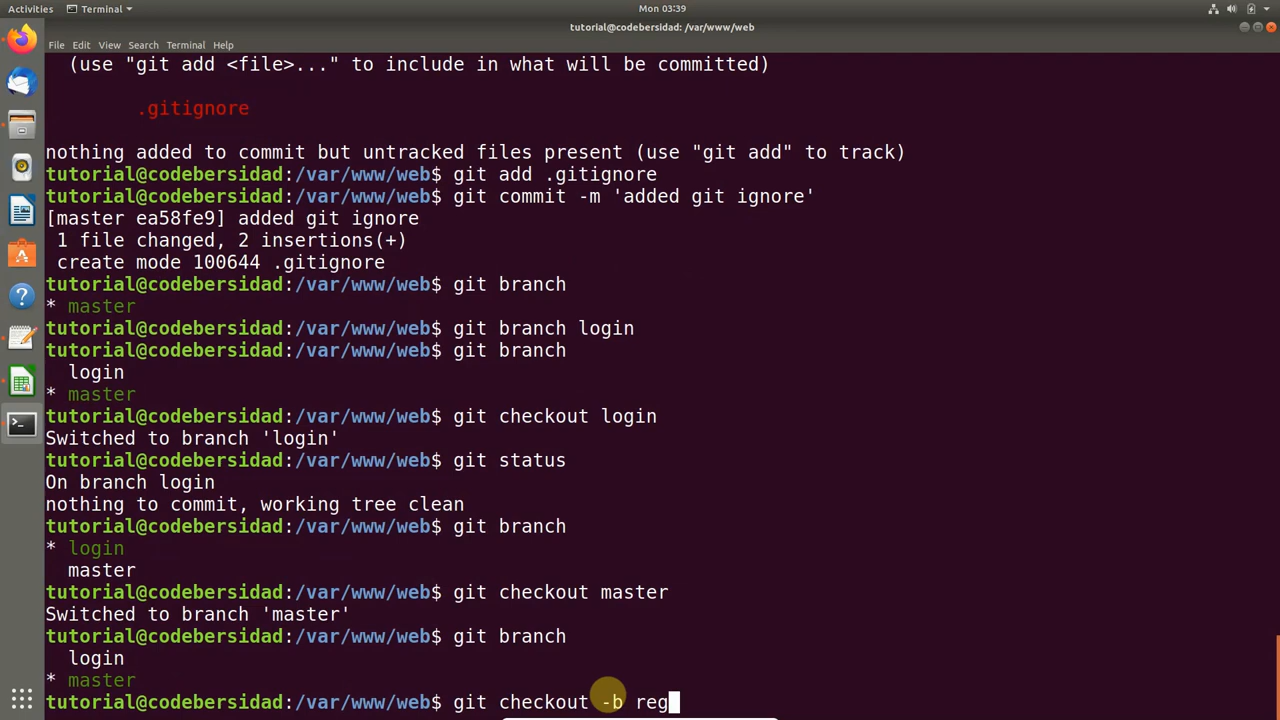 Activities
Terminal
Mon 03:39
tutorial@codebersidad: /var/www/web
File Edit View Search Terminal Help
(use "git add <file>..." to include in what will be committed)
.gitignore
nothing added to commit but untracked files present (use "git add" to track)
tutorial@codebersidad:/var/www/web$ git add .gitignore
tutorial@codebersidad:/var/www/web$ git commit -m 'added git ignore'
[master ea58fe9] added git ignore
1 file changed, 2 insertions(+)
create mode 100644 .gitignore
tutorial@codebersidad:/var/www/web$ git branch
* master
tutorial@codebersidad:/var/www/web$ git branch login
tutorial@codebersidad:/var/www/web$ git branch
login
* master
tutorial@codebersidad:/var/www/web$ git checkout login
Switched to branch 'login'
tutorial@codebersidad:/var/www/web$ git status
On branch login
nothing to commit, working tree clean
tutorial@codebersidad:/var/www/web$ git branch
* login
master
tutorial@codebersidad:/var/www/web$ git checkout master
Switched to branch 'master'
tutorial@codebersidad:/var/www/web$ git branch
login
* master
tutorial@codebersidad:/var/www/web$ git checkout -b reg